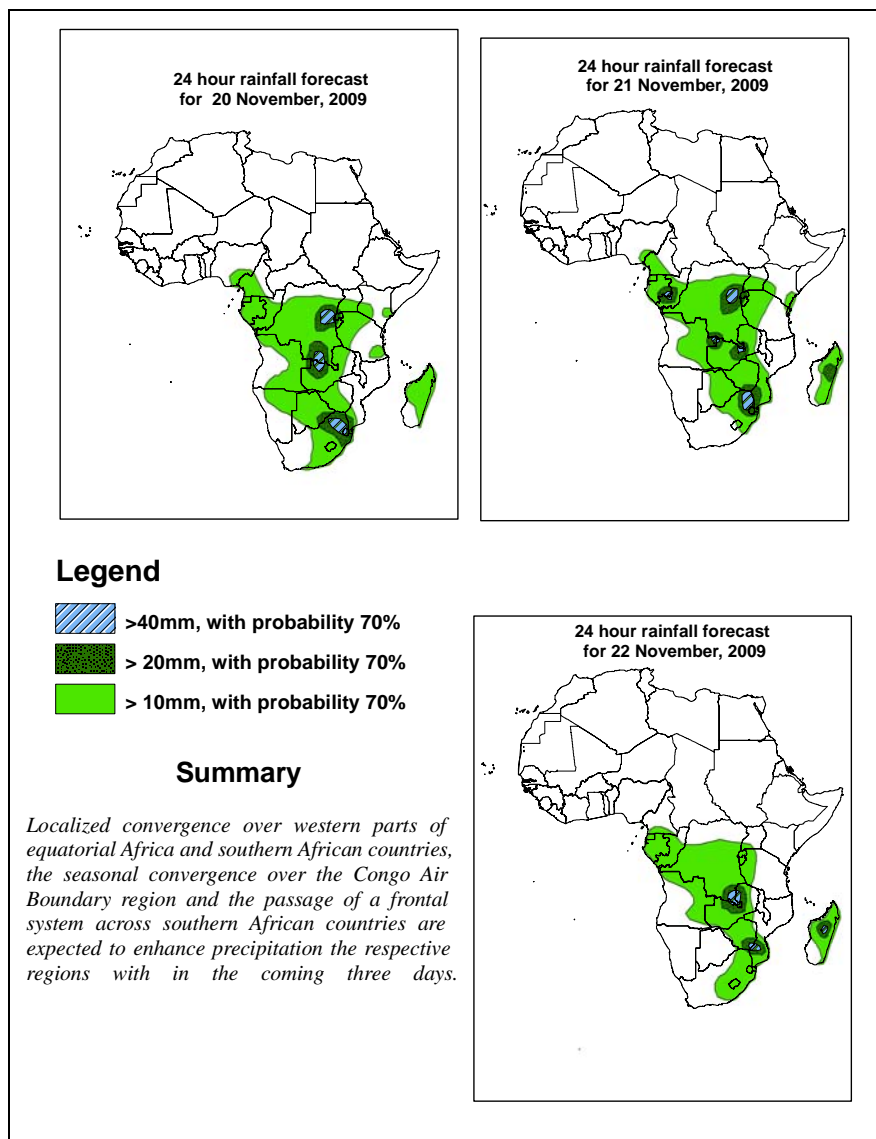 24 hour rainfall forecast
for 20 November, 2009
24 hour rainfall forecast
for 21 November, 2009
Legend
>40mm, with probability 70%
> 20mm, with probability 70%
> 10mm, with probability 70%
Summary
Localized convergence over western parts of
equatorial Africa and southern African countries,
the seasonal convergence over the Congo Air
Boundary region and the passage of a frontal
system across southern African countries are
expected to enhance precipitation the respective
regions with in the coming three days.
24 hour rainfall forecast
for 22 November, 2009